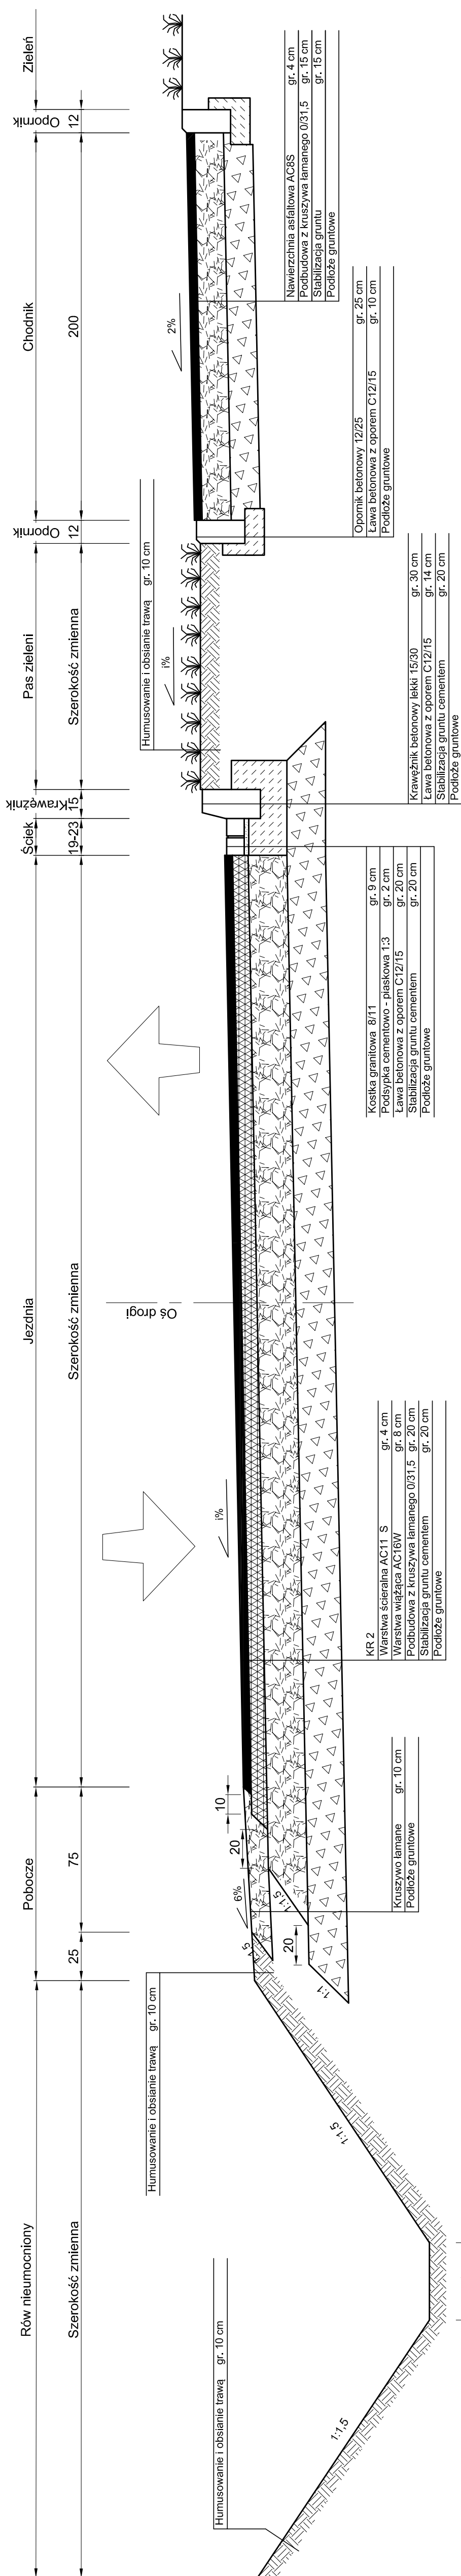 Rów nieumocniony
Pobocze
Jezdnia
Ściek
Krawężnik
Pas zieleni
Opornik
Chodnik
Opornik
Zieleń
Szerokość zmienna
25
75
Szerokość zmienna
19-23
15
Szerokość zmienna
12
200
12
Humusowanie i obsianie trawą gr. 10 cm
Humusowanie i obsianie trawą gr. 10 cm
Humusowanie i obsianie trawą gr. 10 cm
Oś drogi
6%
i%
i%
2%
20
10
20
1:1,5
1:1,5
1:1,5
1:1,5
1:1
Kruszywo łamane gr. 10 cm
Podłoże gruntowe
KR 2
Warstwa ścieralna AC11 S gr. 4 cm
Warstwa wiążąca AC16W gr. 8 cm
Podbudowa z kruszywa łamanego 0/31,5 gr. 20 cm
Stabilizacja gruntu cementem gr. 20 cm
Podłoże gruntowe
Kostka granitowa 8/11 gr. 9 cm
Podsypka cementowo - piaskowa 1:3 gr. 2 cm
Ława betonowa z oporem C12/15 gr. 20 cm
Stabilizacja gruntu cementem gr. 20 cm
Podłoże gruntowe
Krawężnik betonowy lekki 15/30 gr. 30 cm
Ława betonowa z oporem C12/15 gr. 14 cm
Stabilizacja gruntu cementem gr. 20 cm
Podłoże gruntowe
Opornik betonowy 12/25 gr. 25 cm
Ława betonowa z oporem C12/15 gr. 10 cm
Podłoże gruntowe
Nawierzchnia asfaltowa AC8S gr. 4 cm
Podbudowa z kruszywa łamanego 0/31,5 gr. 15 cm
Stabilizacja gruntu gr. 15 cm
Podłoże gruntowe